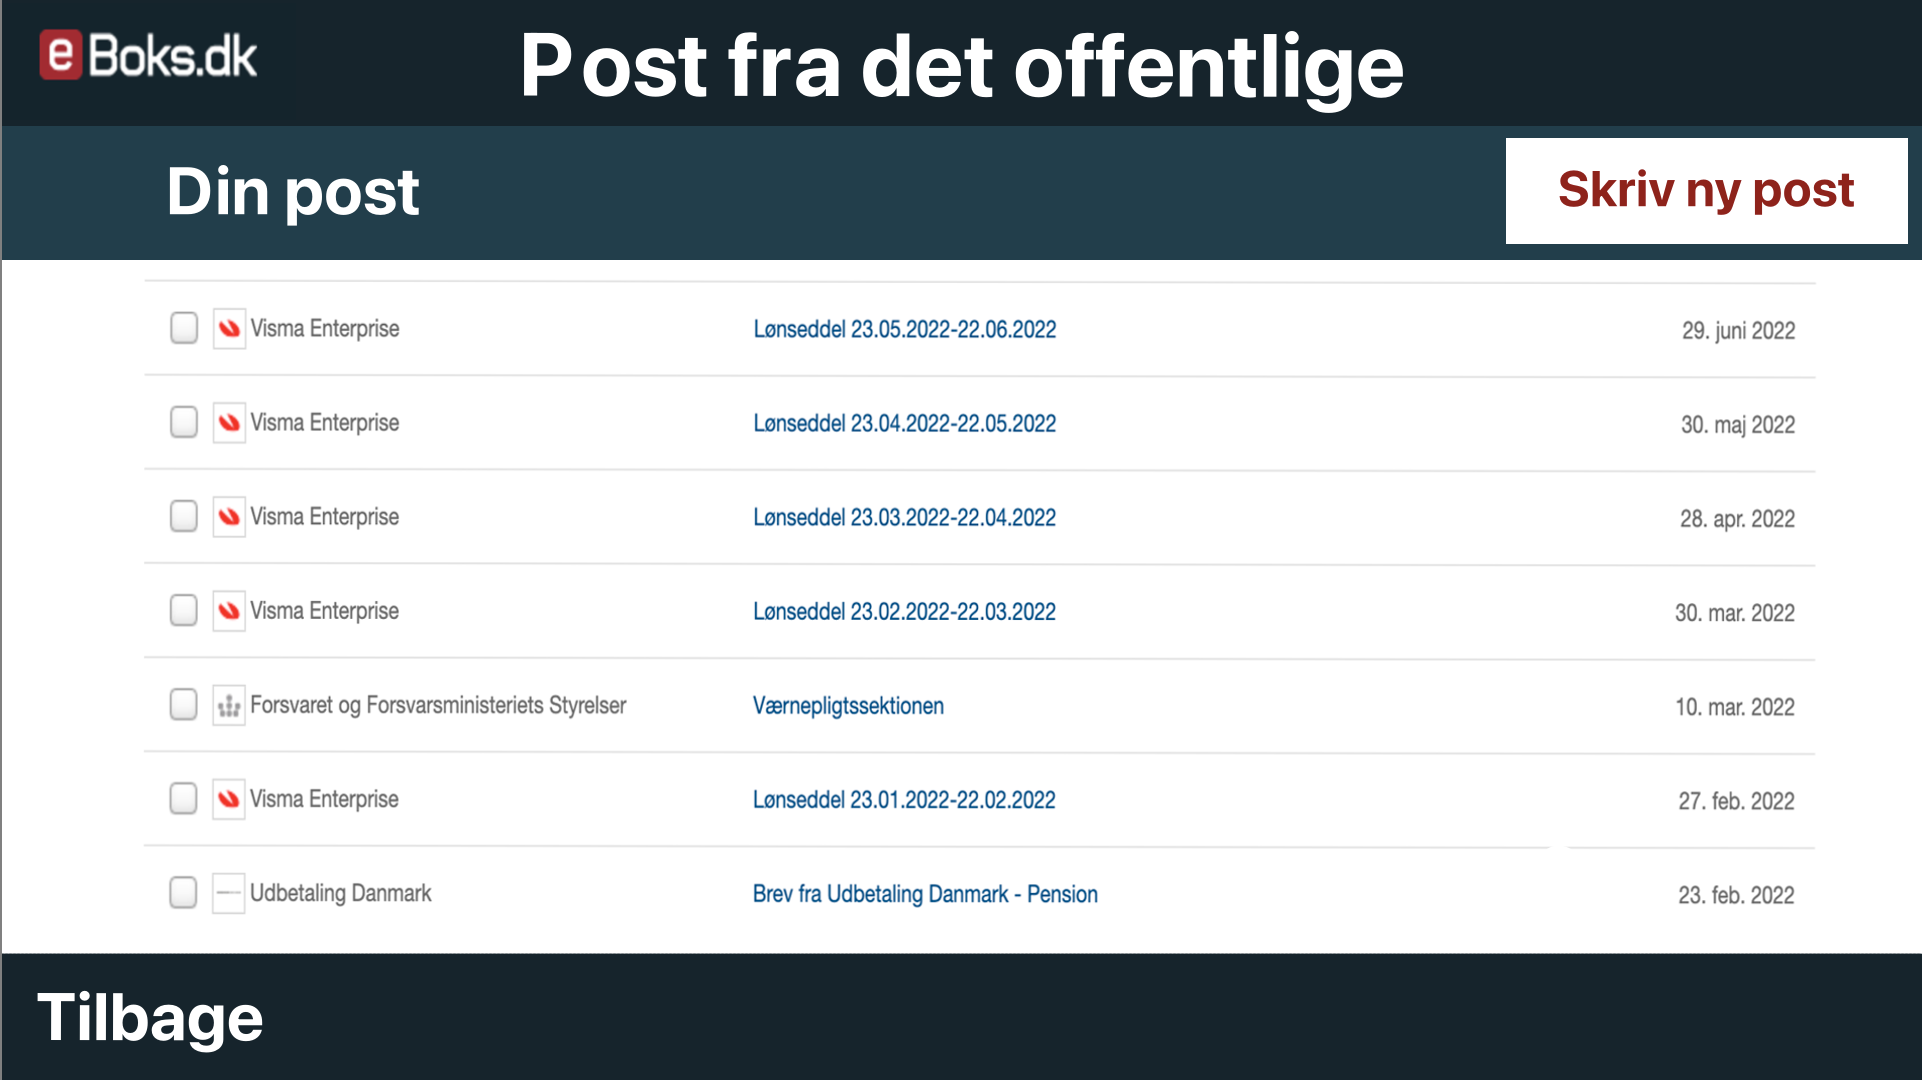 eBoks.dk
Post fra det offentlige
Din post
Skriv ny post
Visma Enterprise Lønseddel 23.05.2022-22.06.2022 29. juni 2022
Visma Enterprise Lønseddel 23.04.2022-22.05.2022 30. maj 2022
Visma Enterprise Lønseddel 23.03.2022-22.04.2022 28. apr. 2022
Visma Enterprise Lønseddel 23.02.2022-22.03.2022 30. mar. 2022
Forsvaret og Forsvarsministeriets Styrelser Værnepligtssektionen 10. mar. 2022
Visma Enterprise Lønseddel 23.01.2022-22.02.2022 27. feb. 2022
Udbetaling Danmark Brev fra Udbetaling Danmark - Pension 23. feb. 2022
Tilbage